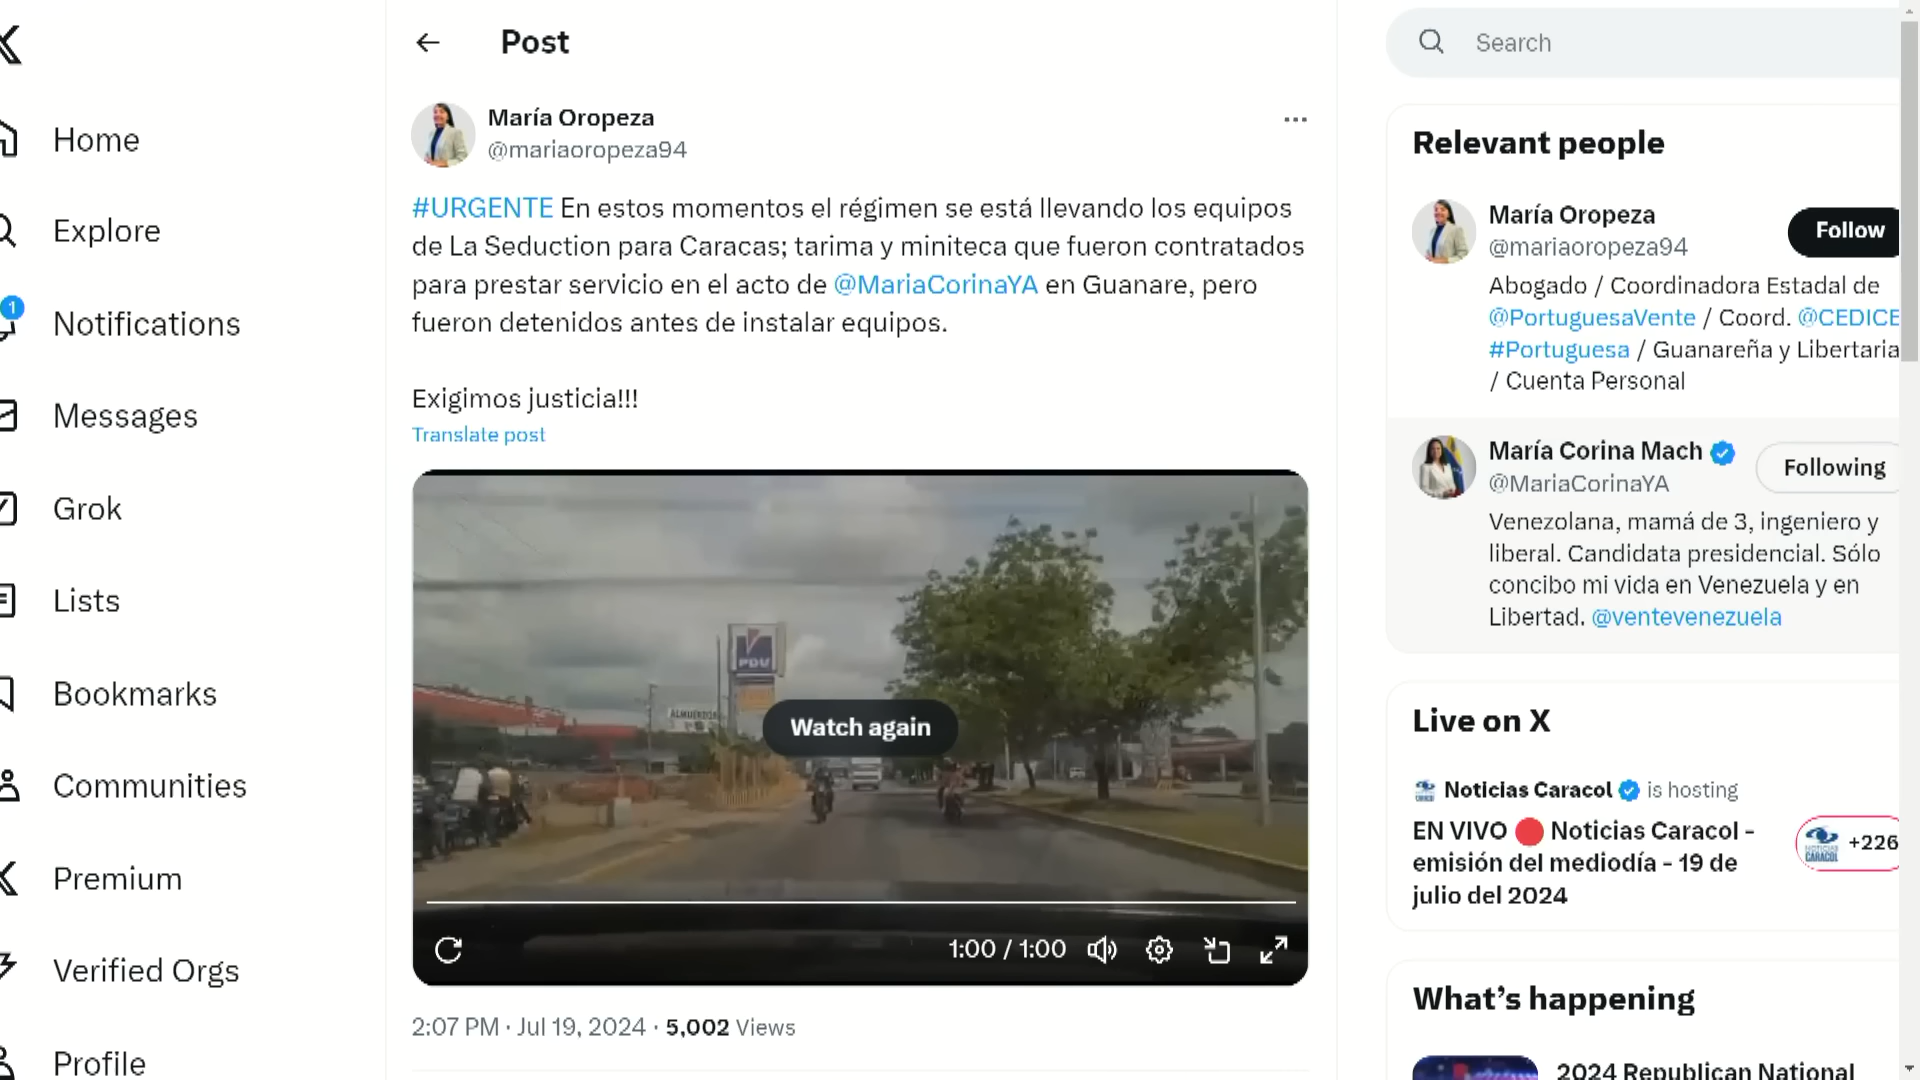 Post
Search
Home
Explore
1
Notifications
Messages
Grok
Lists
Bookmarks
Communities
Premium
Verified Orgs
Profile
María Oropeza
@mariaoropeza94
#URGENTE En estos momentos el régimen se está llevando los equipos
de La Seduction para Caracas; tarima y miniteca que fueron contratados
para prestar servicio en el acto de @MariaCorinaYA en Guanare, pero
fueron detenidos antes de instalar equipos.
Exigimos justicia!!!
Translate post
PDV
ALMUERZOS
Watch again
1:00 / 1:00
2:07 PM · Jul 19, 2024 · 5,002 Views
Relevant people
María Oropeza
@mariaoropeza94
Follow
Abogado / Coordinadora Estadal de
@PortuguesaVente / Coord. @CEDICE
#Portuguesa / Guanareña y Libertaria
/ Cuenta Personal
María Corina Mach
@MariaCorinaYA
Following
Venezolana, mamá de 3, ingeniero y
liberal. Candidata presidencial. Sólo
concibo mi vida en Venezuela y en
Libertad. @ventevenezuela
Live on X
Noticias Caracol is hosting
EN VIVO 🔴 Noticias Caracol -
emisión del mediodía - 19 de
julio del 2024
NOTICIAS
CARACOL
+226
What's happening
2024 Republican National